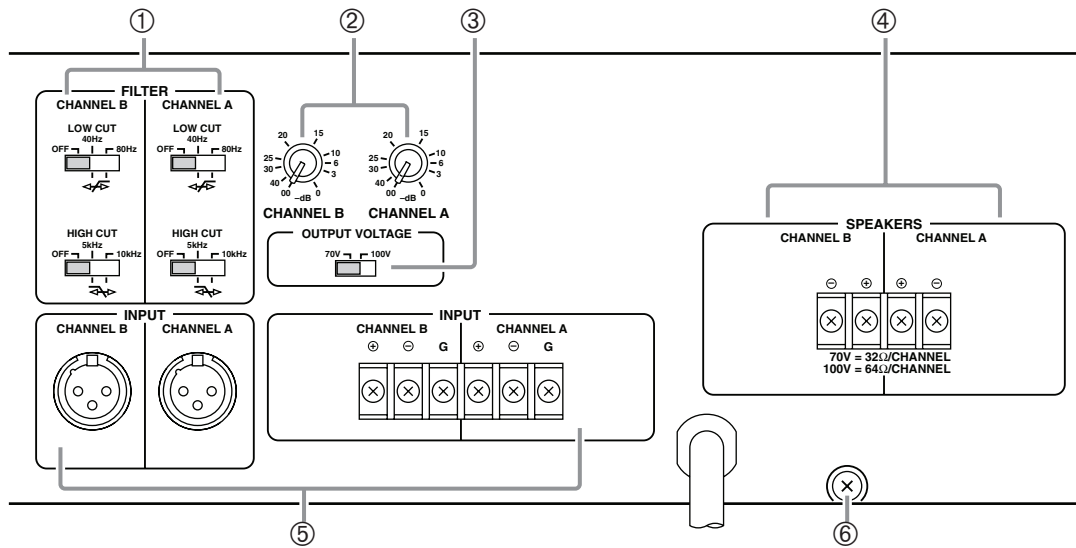 ① ② ③ ④
FILTER
CHANNEL B CHANNEL A
LOW CUT LOW CUT
40Hz 40Hz
OFF 80Hz OFF 80Hz
HIGH CUT HIGH CUT
5kHz 5kHz
OFF 10kHz OFF 10kHz
20 15 20 15
25 10 25 10
30 6 30 6
40 3 40 3
00 0 00 0
–dB –dB
CHANNEL B CHANNEL A
OUTPUT VOLTAGE
70V 100V
SPEAKERS
CHANNEL B CHANNEL A
⊖ ⊕ ⊕ ⊖
70V = 32Ω/CHANNEL
100V = 64Ω/CHANNEL
INPUT
CHANNEL B CHANNEL A
INPUT
CHANNEL B CHANNEL A
⊕ ⊖ G ⊕ ⊖ G
⑤ ⑥